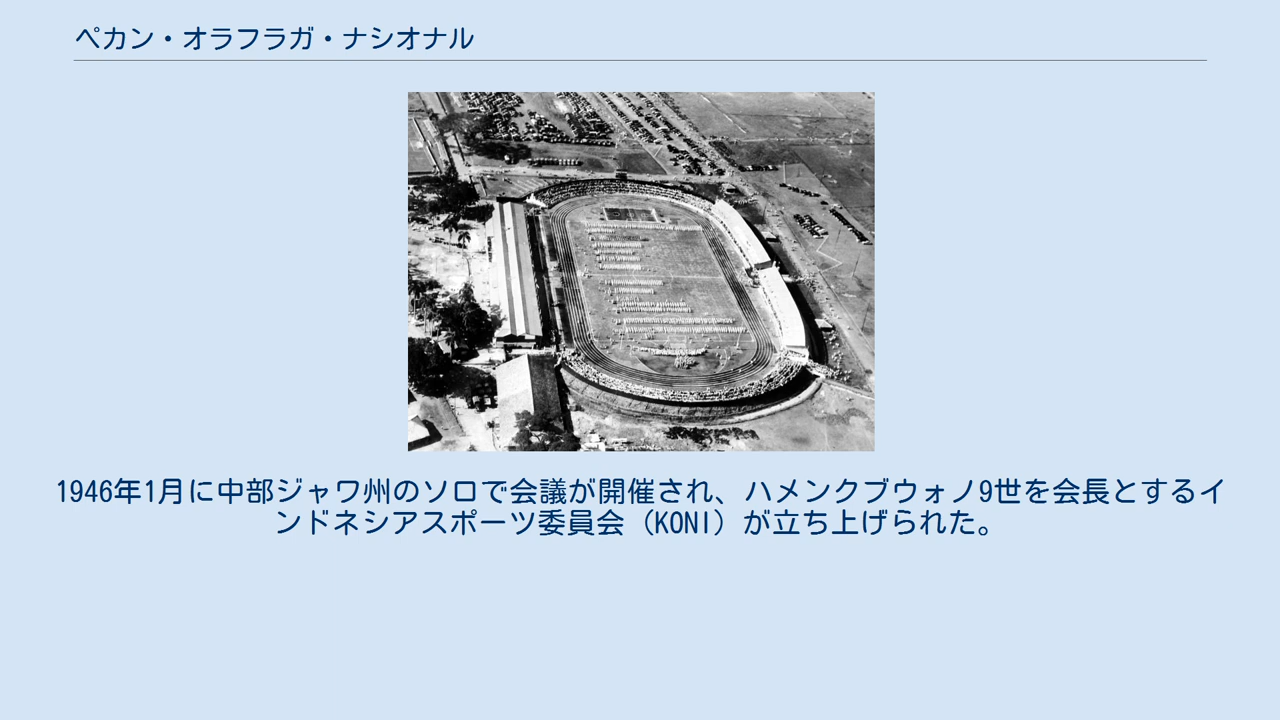 ペカン・オラフラガ・ナシオナル
1946年1月に中部ジャワ州のソロで会議が開催され、ハメンクブウォノ9世を会長とするイ
ンドネシアスポーツ委員会（KONI）が立ち上げられた。